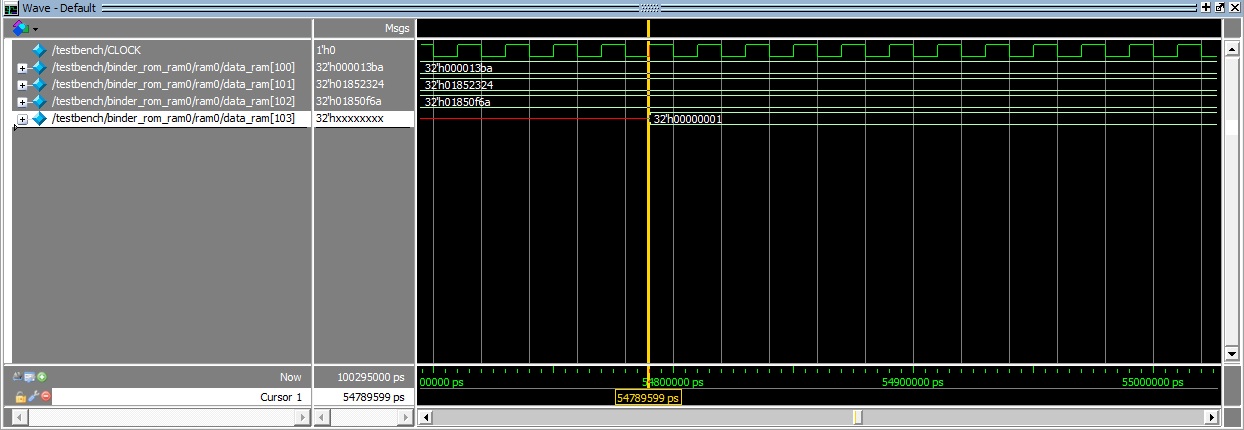 Wave - Default
Msgs
/testbench/CLOCK 1'h0
/testbench/binder_rom_ram0/ram0/data_ram[100] 32'h000013ba 32'h000013ba
/testbench/binder_rom_ram0/ram0/data_ram[101] 32'h01852324 32'h01852324
/testbench/binder_rom_ram0/ram0/data_ram[102] 32'h01850f6a 32'h01850f6a
/testbench/binder_rom_ram0/ram0/data_ram[103] 32'hxxxxxxxx 32'h00000001
Now 100295000 ps 00000 ps 54800000 ps 54900000 ps 55000000 ps
Cursor 1 54789599 ps 54789599 ps